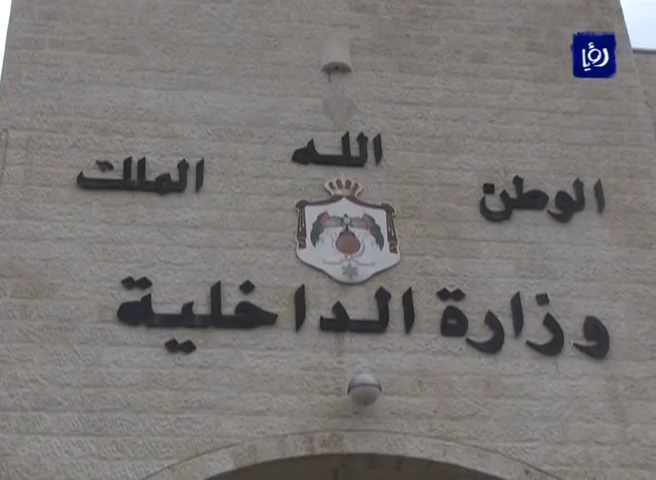 رؤيا
الله
الوطن الملك
وزارة الداخلية